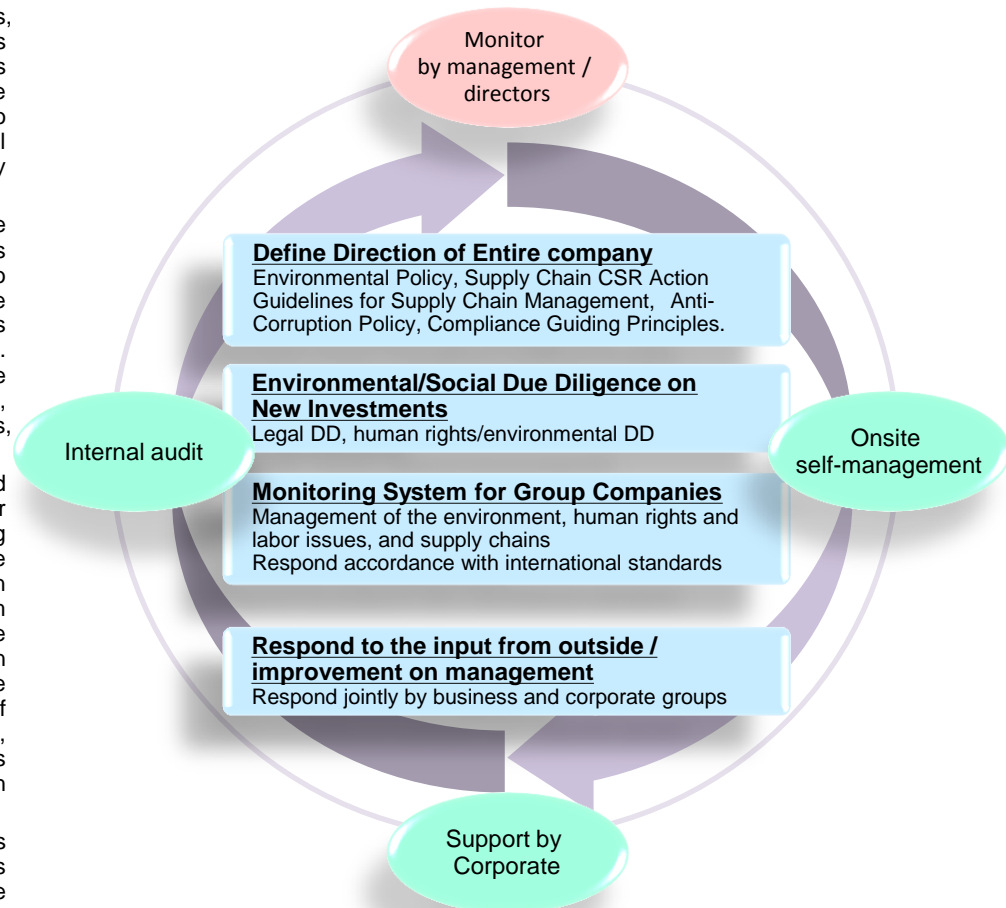 s,
s
s
e
o
l
y
e
s
o
e
s
.
e
,
s,
d
r
g
e
n
n
e
n
e
f
,
s
n
s
s
e
Monitor
by management /
directors
Define Direction of Entire company
Environmental Policy, Supply Chain CSR Action
Guidelines for Supply Chain Management, Anti-
Corruption Policy, Compliance Guiding Principles.
Environmental/Social Due Diligence on
New Investments
Legal DD, human rights/environmental DD
Internal audit
Onsite
self-management
Monitoring System for Group Companies
Management of the environment, human rights and
labor issues, and supply chains
Respond accordance with international standards
Respond to the input from outside /
improvement on management
Respond jointly by business and corporate groups
Support by
Corporate